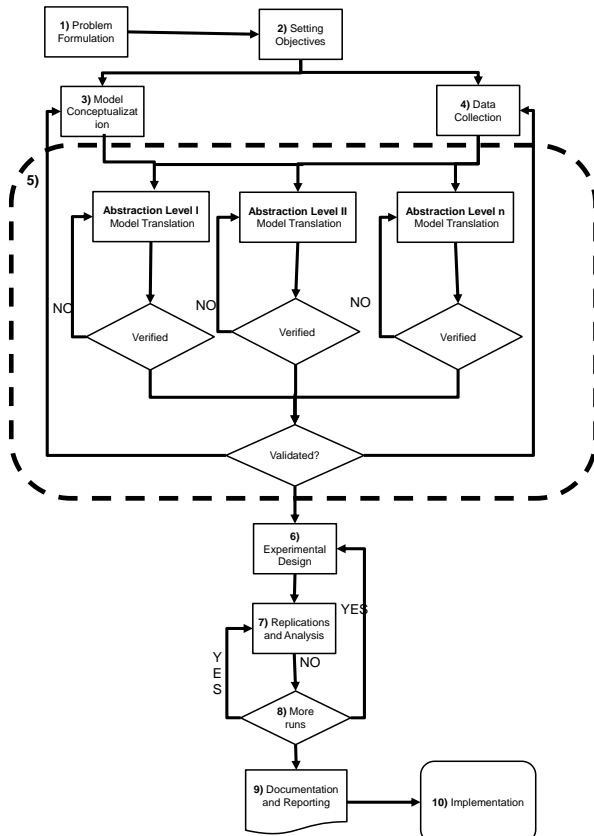 1) Problem
Formulation
2) Setting
Objectives
3) Model
Conceptualizat
ion
4) Data
Collection
5)
Abstraction Level I
Model Translation
Abstraction Level II
Model Translation
Abstraction Level n
Model Translation
NO
NO
NO
Verified
Verified
Verified
Validated?
6)
Experimental
Design
YES
7) Replications
and Analysis
Y
E
S
NO
8) More
runs
9) Documentation
and Reporting
10) Implementation